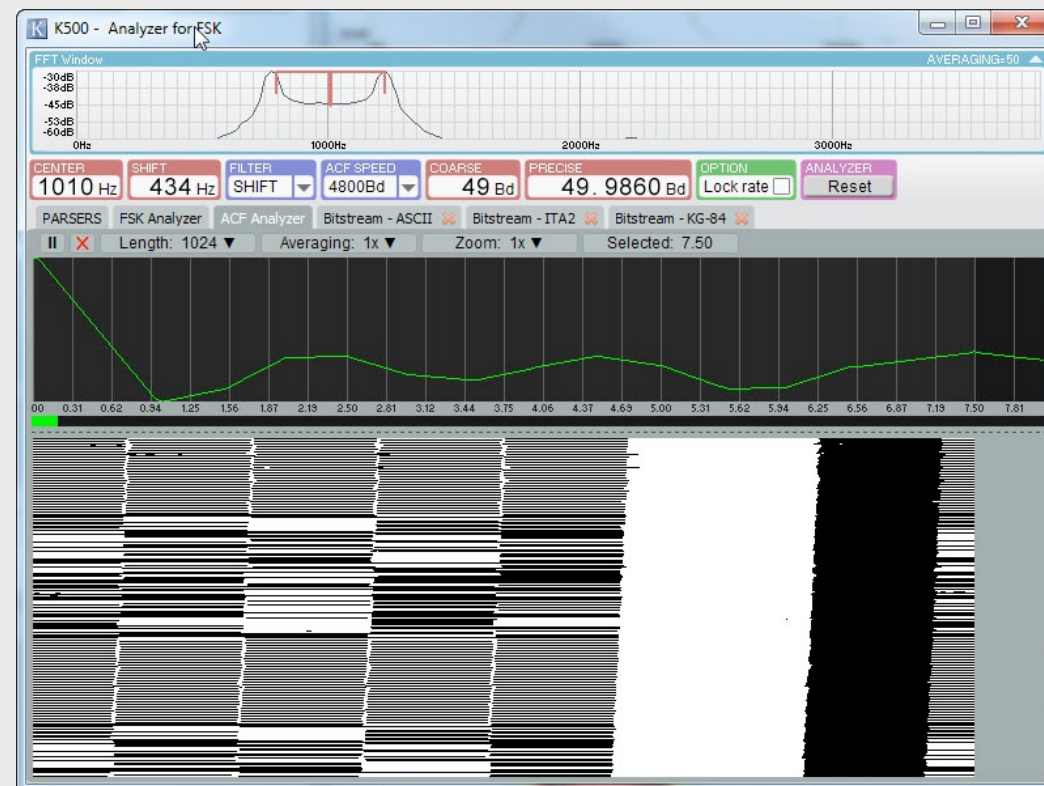 K500 - Analyzer for FSK
FFT Window AVERAGING=50
-30dB
-38dB
-45dB
-53dB
-60dB
0Hz 1000Hz 2000Hz 3000Hz
CENTER SHIFT FILTER ACF SPEED COARSE PRECISE OPTION ANALYZER
1010 Hz 434 Hz SHIFT 4800Bd 49 Bd 49.9860 Bd Lock rate Reset
PARSERS FSK Analyzer ACF Analyzer Bitstream - ASCII Bitstream - ITA2 Bitstream - KG-84
Length: 1024 ▼ Averaging: 1x ▼ Zoom: 1x ▼ Selected: 7.50
00 0.31 0.62 0.94 1.25 1.56 1.87 2.19 2.50 2.81 3.12 3.44 3.75 4.06 4.37 4.69 5.00 5.31 5.62 5.94 6.25 6.56 6.87 7.19 7.50 7.81